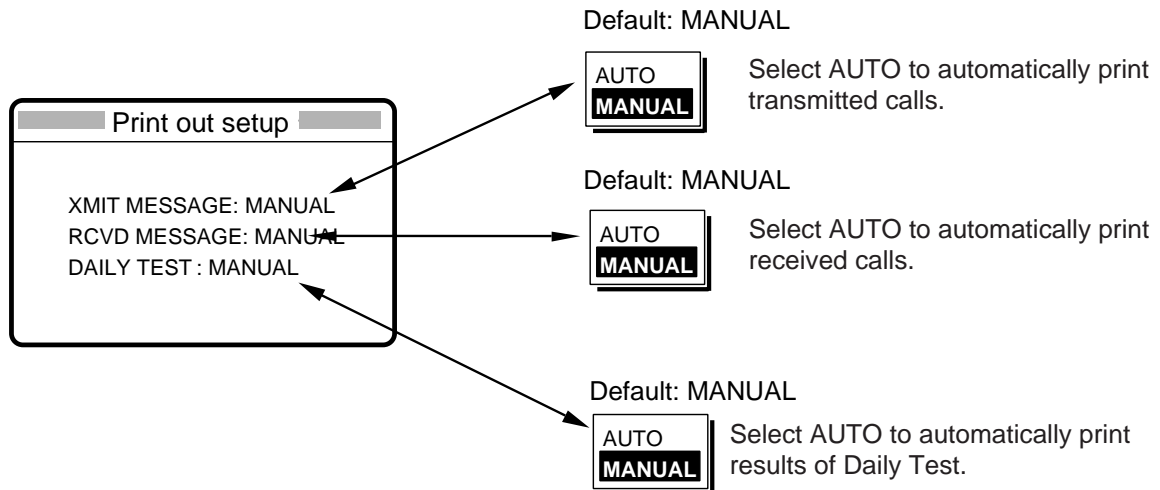 Print out setup
XMIT MESSAGE: MANUAL
RCVD MESSAGE: MANUAL
DAILY TEST : MANUAL
Default: MANUAL
AUTO
MANUAL
Select AUTO to automatically print
transmitted calls.
Default: MANUAL
AUTO
MANUAL
Select AUTO to automatically print
received calls.
Default: MANUAL
AUTO
MANUAL
Select AUTO to automatically print
results of Daily Test.